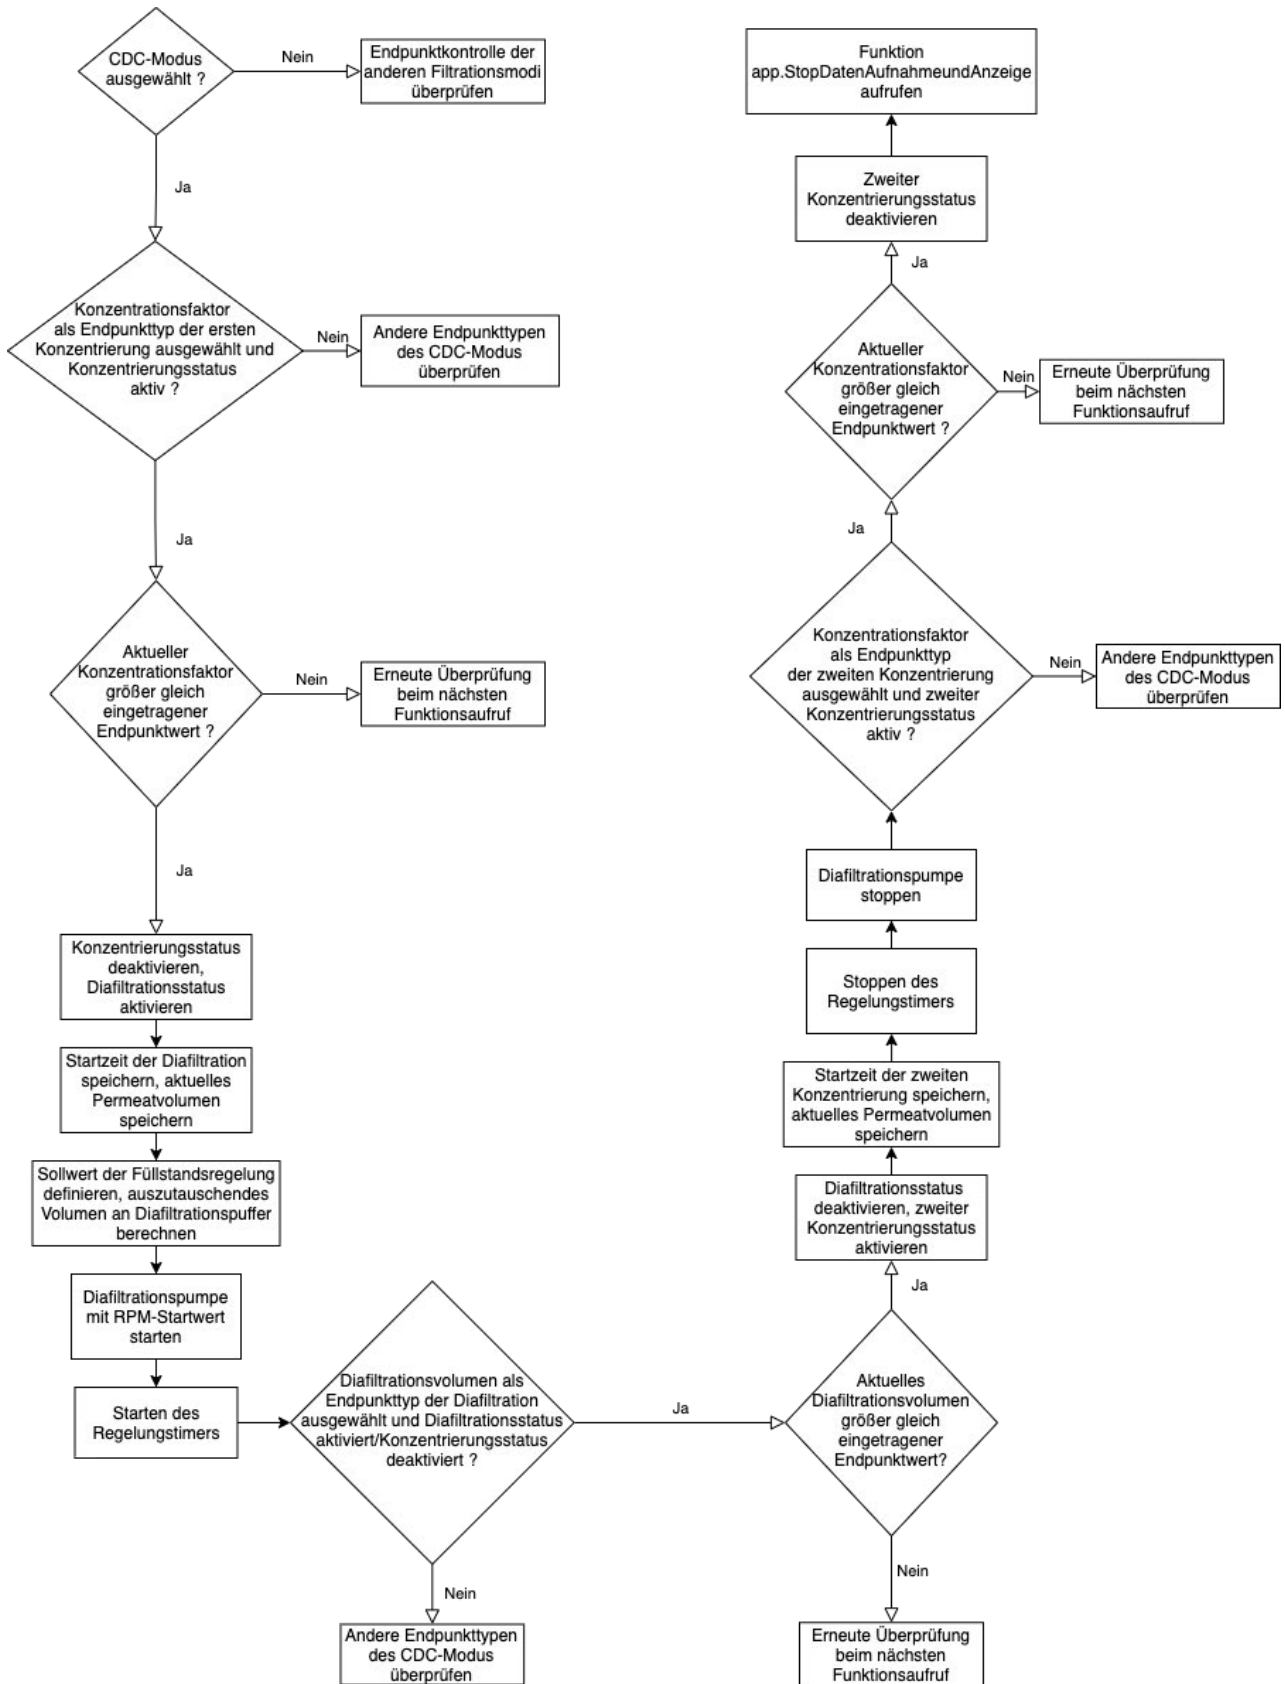 CDC-Modus
ausgewählt ?
Nein
Endpunktkontrolle der
anderen Filtrationsmodi
überprüfen
Ja
Konzentrationsfaktor
als Endpunkttyp der ersten
Konzentrierung ausgewählt und
Konzentrierungsstatus
aktiv ?
Nein
Andere Endpunkttypen
des CDC-Modus
überprüfen
Ja
Aktueller
Konzentrationsfaktor
größer gleich
eingetragener
Endpunktwert ?
Nein
Erneute Überprüfung
beim nächsten
Funktionsaufruf
Ja
Konzentrierungsstatus
deaktivieren,
Diafiltrationsstatus
aktivieren
Startzeit der Diafiltration
speichern, aktuelles
Permeatvolumen
speichern
Sollwert der Füllstandsregelung
definieren, auszutauschendes
Volumen an Diafiltrationspuffer
berechnen
Diafiltrationspumpe
mit RPM-Startwert
starten
Starten des
Regelungstimers
Diafiltrationsvolumen als
Endpunkttyp der Diafiltration
ausgewählt und Diafiltrationsstatus
aktiviert/Konzentrierungsstatus
deaktiviert ?
Nein
Andere Endpunkttypen
des CDC-Modus
überprüfen
Ja
Aktuelles
Diafiltrationsvolumen
größer gleich
eingetragener
Endpunktwert?
Nein
Erneute Überprüfung
beim nächsten
Funktionsaufruf
Ja
Diafiltrationsstatus
deaktivieren, zweiter
Konzentrierungsstatus
aktivieren
Startzeit der zweiten
Konzentrierung speichern,
aktuelles Permeatvolumen
speichern
Stoppen des
Regelungstimers
Diafiltrationspumpe
stoppen
Konzentrationsfaktor
als Endpunkttyp
der zweiten Konzentrierung
ausgewählt und zweiter
Konzentrierungsstatus
aktiv ?
Nein
Andere Endpunkttypen
des CDC-Modus
überprüfen
Ja
Aktueller
Konzentrationsfaktor
größer gleich
eingetragener
Endpunktwert ?
Nein
Erneute Überprüfung
beim nächsten
Funktionsaufruf
Ja
Zweiter
Konzentrierungsstatus
deaktivieren
Funktion
app.StopDatenAufnahmeundAnzeige
aufrufen